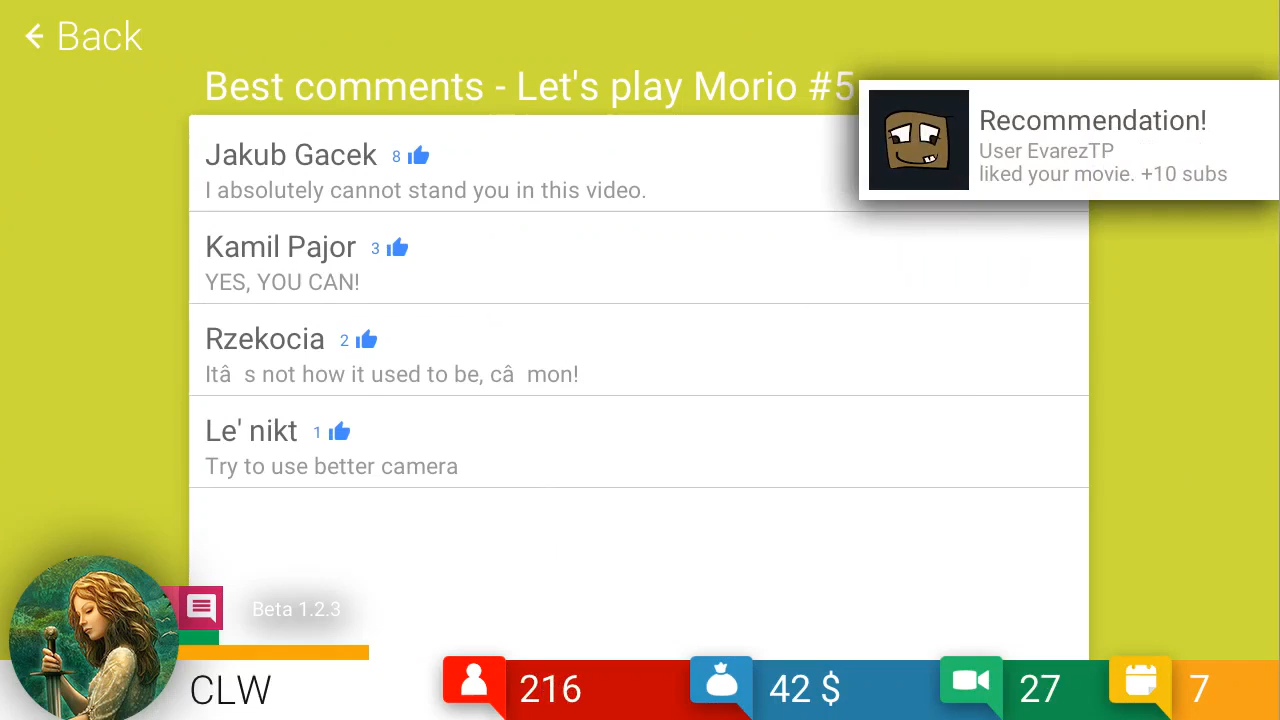 Back
Best comments - Let's play Morio #5
Recommendation!
User EvarezTP
liked your movie. +10 subs
Jakub Gacek 8
I absolutely cannot stand you in this video.
Kamil Pajor 3
YES, YOU CAN!
Rzekocia 2
Itâ s not how it used to be, câ mon!
Le' nikt 1
Try to use better camera
Beta 1.2.3
CLW 216 42 $ 27 7